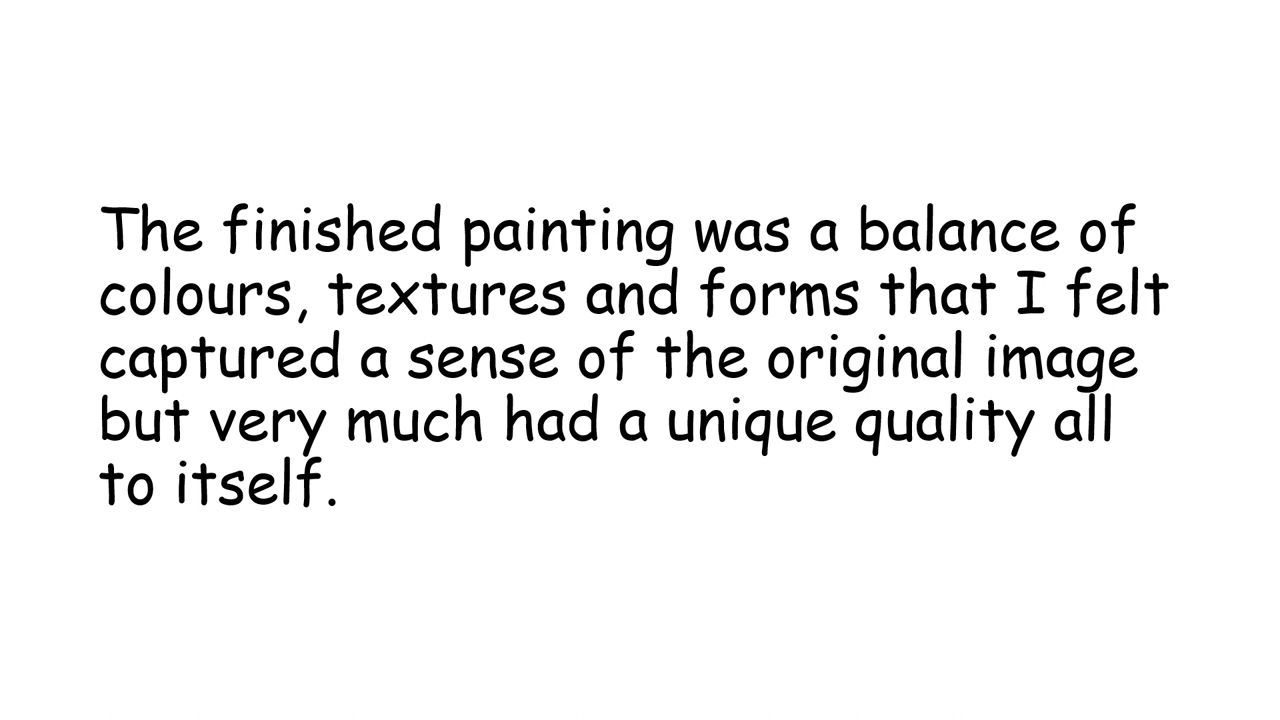 The finished painting was a balance of
colours, textures and forms that I felt
captured a sense of the original image
but very much had a unique quality all
to itself.